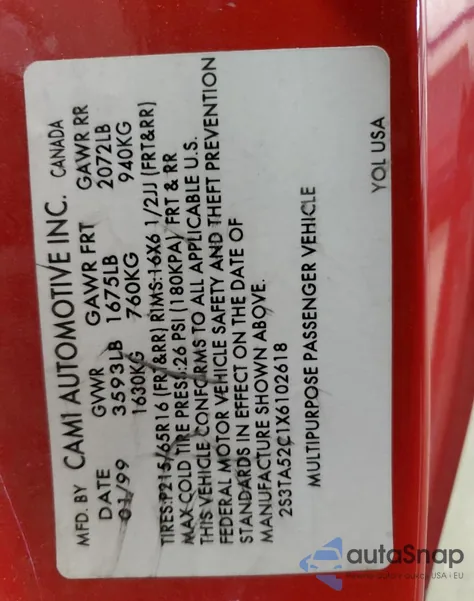 MFD. BY CAMI AUTOMOTIVE INC. CANADA
DATE GVWR GAWR FRT GAWR RR
01/99 3593LB 1675LB 2072LB
1630KG 760KG 940KG
TIRES:P215/65R16 (FRT&RR) RIMS:16X6 1/2JJ (FRT&RR)
MAX COLD TIRE PRESS:26 PSI (180KPA) FRT & RR
THIS VEHICLE CONFORMS TO ALL APPLICABLE U.S.
FEDERAL MOTOR VEHICLE SAFETY AND THEFT PREVENTION
STANDARDS IN EFFECT ON THE DATE OF
MANUFACTURE SHOWN ABOVE.
2S3TA52C1X6102618
MULTIPURPOSE PASSENGER VEHICLE
YOL USA
autoSnap